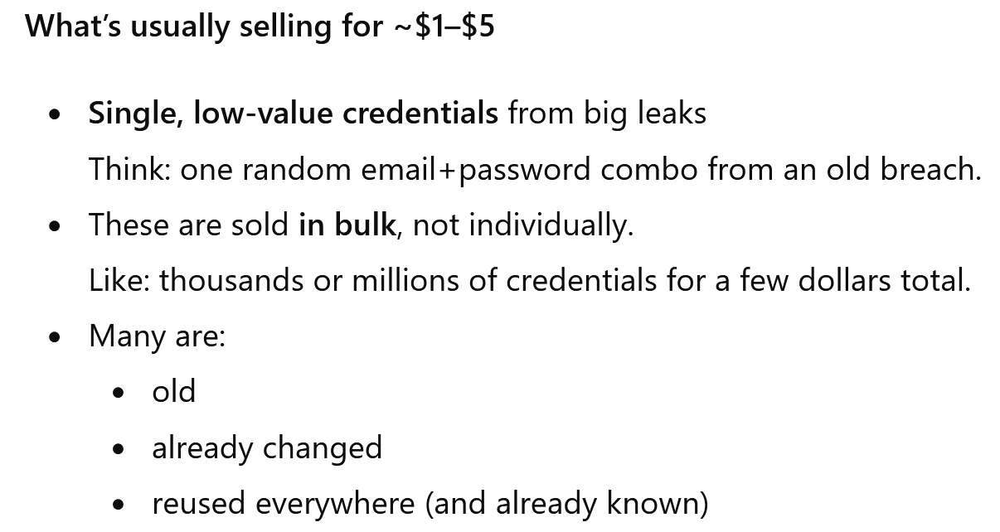 What’s usually selling for ~$1–$5
• Single, low-value credentials from big leaks
Think: one random email+password combo from an old breach.
• These are sold in bulk, not individually.
Like: thousands or millions of credentials for a few dollars total.
• Many are:
• old
• already changed
• reused everywhere (and already known)